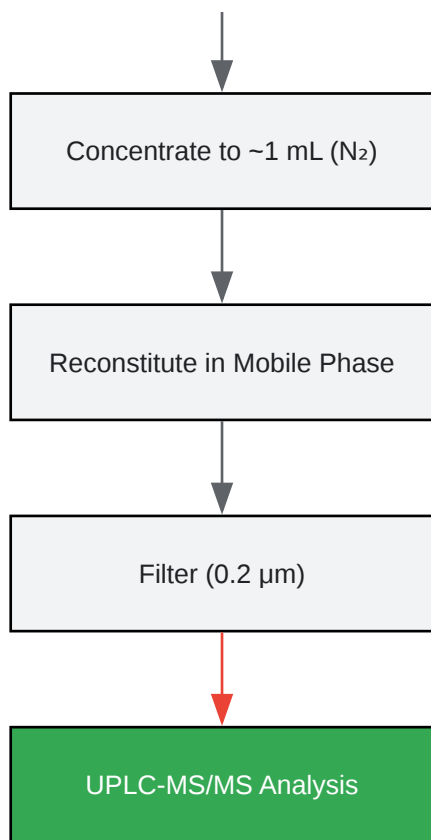 Concentrate to ~1 mL (N₂)
Reconstitute in Mobile Phase
Filter (0.2 μm)
UPLC-MS/MS Analysis